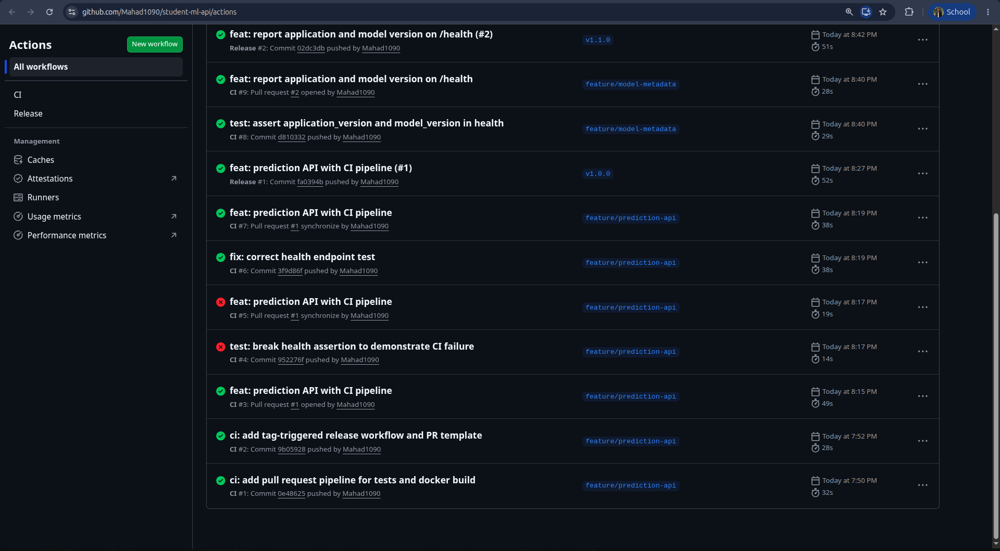 github.com/Mahad1090/student-ml-api/actions
School
Actions
New workflow
All workflows
CI
Release
Management
Caches
Attestations
Runners
Usage metrics
Performance metrics
feat: report application and model version on /health (#2)
Release #2: Commit 02dc3db pushed by Mahad1090
v1.1.0
Today at 8:42 PM
51s
feat: report application and model version on /health
CI #9: Pull request #2 opened by Mahad1090
feature/model-metadata
Today at 8:40 PM
28s
test: assert application_version and model_version in health
CI #8: Commit d810332 pushed by Mahad1090
feature/model-metadata
Today at 8:40 PM
29s
feat: prediction API with CI pipeline (#1)
Release #1: Commit fa0394b pushed by Mahad1090
v1.0.0
Today at 8:27 PM
52s
feat: prediction API with CI pipeline
CI #7: Pull request #1 synchronize by Mahad1090
feature/prediction-api
Today at 8:19 PM
38s
fix: correct health endpoint test
CI #6: Commit 3f9d86f pushed by Mahad1090
feature/prediction-api
Today at 8:19 PM
38s
feat: prediction API with CI pipeline
CI #5: Pull request #1 synchronize by Mahad1090
feature/prediction-api
Today at 8:17 PM
19s
test: break health assertion to demonstrate CI failure
CI #4: Commit 952276f pushed by Mahad1090
feature/prediction-api
Today at 8:17 PM
14s
feat: prediction API with CI pipeline
CI #3: Pull request #1 opened by Mahad1090
feature/prediction-api
Today at 8:15 PM
49s
ci: add tag-triggered release workflow and PR template
CI #2: Commit 9b05928 pushed by Mahad1090
feature/prediction-api
Today at 7:52 PM
28s
ci: add pull request pipeline for tests and docker build
CI #1: Commit 0e48625 pushed by Mahad1090
feature/prediction-api
Today at 7:50 PM
32s